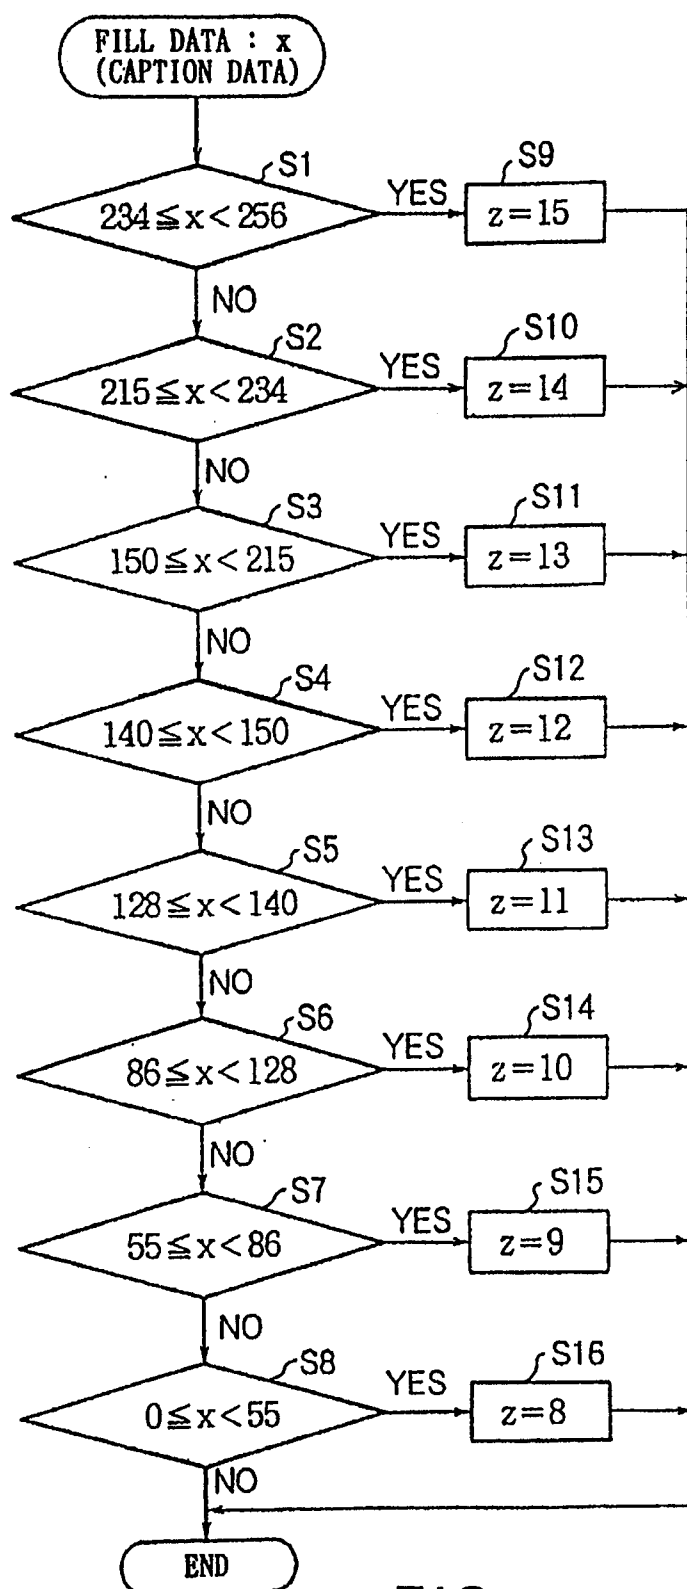 FILL DATA : x
(CAPTION DATA)
S1
234≦x<256
YES
S9
z=15
NO
S2
215≦x<234
YES
S10
z=14
NO
S3
150≦x<215
YES
S11
z=13
NO
S4
140≦x<150
YES
S12
z=12
NO
S5
128≦x<140
YES
S13
z=11
NO
S6
86≦x<128
YES
S14
z=10
NO
S7
55≦x<86
YES
S15
z=9
NO
S8
0≦x<55
YES
S16
z=8
NO
END